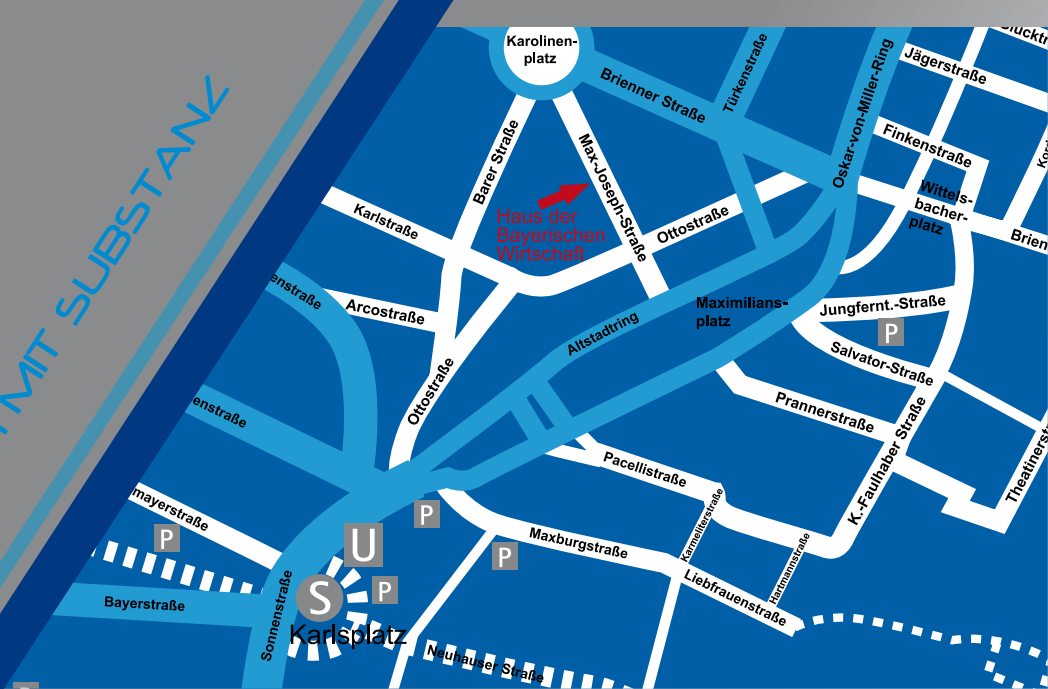 MIT SUBSTANZ
Karolinen-
platz
Brienner Straße
Türkenstraße
Oskar-von-Miller-Ring
Jägerstraße
Finkenstraße
Wittels-
bacher-
platz
Brien
Barer Straße
Max-Joseph-Straße
Karlstraße
Haus der
Bayerischen
Wirtschaft
Ottostraße
enstraße
Arcostraße
Altstadtring
Maximilians-
platz
Jungfernt.-Straße
P
Salvator-Straße
Prannerstraße
K.-Faulhaber Straße
Theatinerst
enstraße
Ottostraße
Pacellistraße
Karmeliterstraße
Hartmannstraße
Maxburgstraße
Liebfrauenstraße
mayerstraße
P
P
P
U
S
P
Karlsplatz
Bayerstraße
Sonnenstraße
Neuhauser Straße